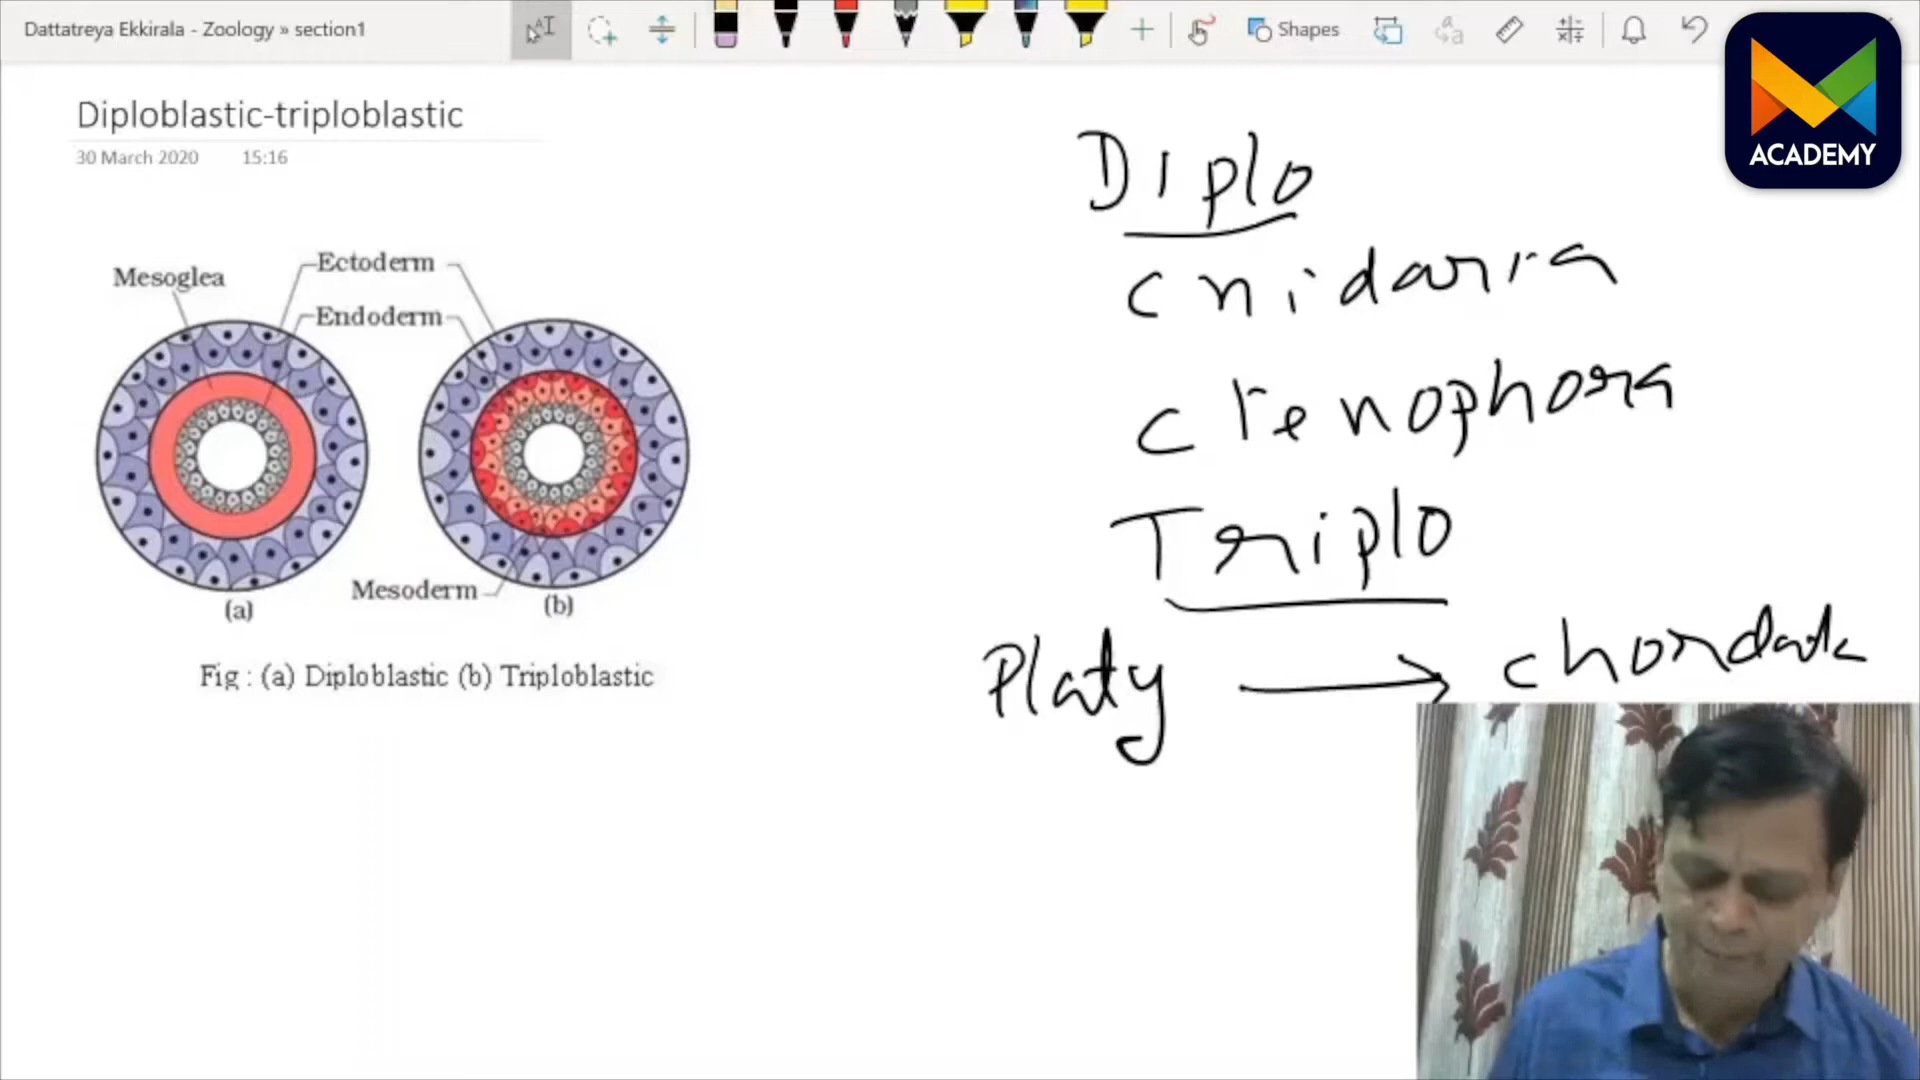 Dattatreya Ekkirala - Zoology » section1
Shapes
ACADEMY
Diploblastic-triploblastic
30 March 2020 15:16
Mesoglea
Ectoderm
Endoderm
Mesoderm
(a)
(b)
Fig : (a) Diploblastic (b) Triploblastic
Diplo
cnidaria
ctenophora
Triplo
Platy → chordata